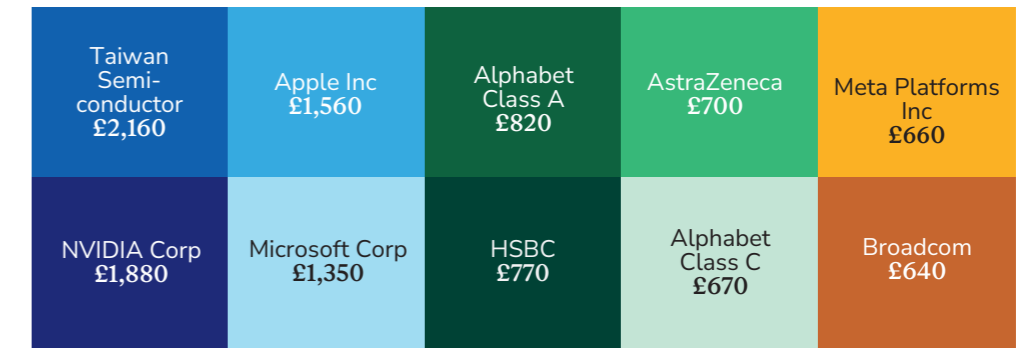 Taiwan
Semi-
conductor
£2,160
Apple Inc
£1,560
Alphabet
Class A
£820
AstraZeneca
£700
Meta Platforms
Inc
£660
NVIDIA Corp
£1,880
Microsoft Corp
£1,350
HSBC
£770
Alphabet
Class C
£670
Broadcom
£640